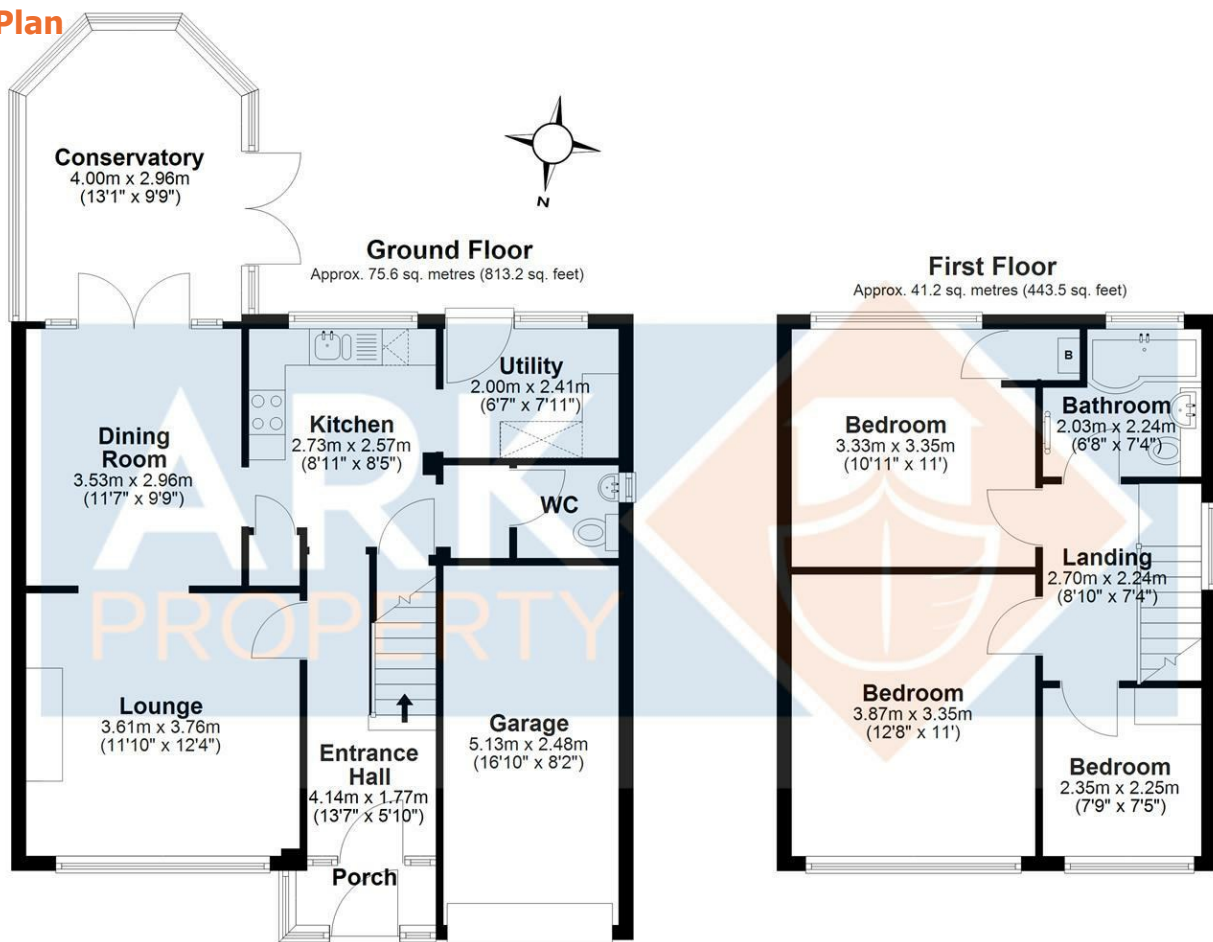 Plan
Conservatory
4.00m x 2.96m
(13'1" x 9'9")
N
Ground Floor
Approx. 75.6 sq. metres (813.2 sq. feet)
Utility
2.00m x 2.41m
(6'7" x 7'11")
Kitchen
2.73m x 2.57m
(8'11" x 8'5")
Dining
Room
3.53m x 2.96m
(11'7" x 9'9")
WC
Lounge
3.61m x 3.76m
(11'10" x 12'4")
Garage
5.13m x 2.48m
(16'10" x 8'2")
Entrance
Hall
4.14m x 1.77m
(13'7" x 5'10")
Porch
First Floor
Approx. 41.2 sq. metres (443.5 sq. feet)
B
Bedroom
3.33m x 3.35m
(10'11" x 11')
Bathroom
2.03m x 2.24m
(6'8" x 7'4")
Landing
2.70m x 2.24m
(8'10" x 7'4")
Bedroom
3.87m x 3.35m
(12'8" x 11')
Bedroom
2.35m x 2.25m
(7'9" x 7'5")
ARK
PROPERTY